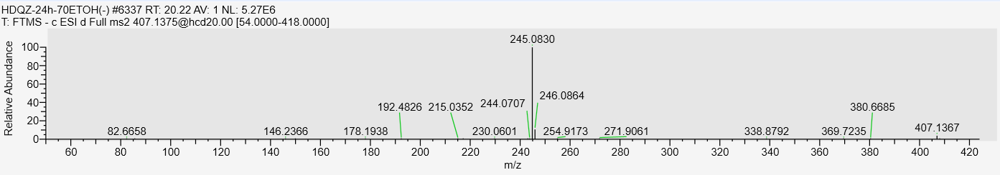 HDQZ-24h-70ETOH(-) #6337 RT: 20.22 AV: 1 NL: 5.27E6
T: FTMS - c ESI d Full ms2 407.1375@hcd20.00 [54.0000-418.0000]
245.0830
100
80
60
40
20
0
Relative Abundance
246.0864
244.0707
192.4826 215.0352 380.6685
82.6658 146.2366 178.1938 230.0601 254.9173 271.9061 338.8792 369.7235 407.1367
60 80 100 120 140 160 180 200 220 240 260 280 300 320 340 360 380 400 420
m/z